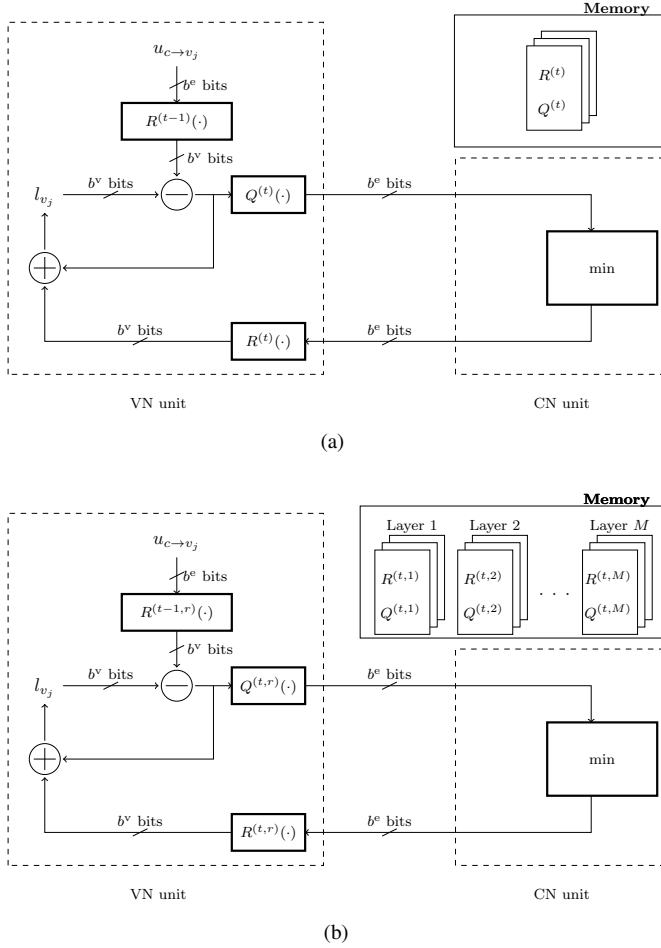 Memory
u_{c→v_j}
b^e bits
R^{(t)}
R^{(t−1)}(·)
Q^{(t)}
b^v bits
l_{v_j}
b^v bits
Q^{(t)}(·)
b^e bits
min
b^v bits
R^{(t)}(·)
b^e bits
VN unit
CN unit
(a)
Memory
Layer 1
Layer 2
Layer M
u_{c→v_j}
b^e bits
R^{(t,1)}
R^{(t,2)}
R^{(t,M)}
. . .
R^{(t−1,r)}(·)
Q^{(t,1)}
Q^{(t,2)}
Q^{(t,M)}
b^v bits
l_{v_j}
b^v bits
Q^{(t,r)}(·)
b^e bits
min
b^v bits
R^{(t,r)}(·)
b^e bits
VN unit
CN unit
(b)